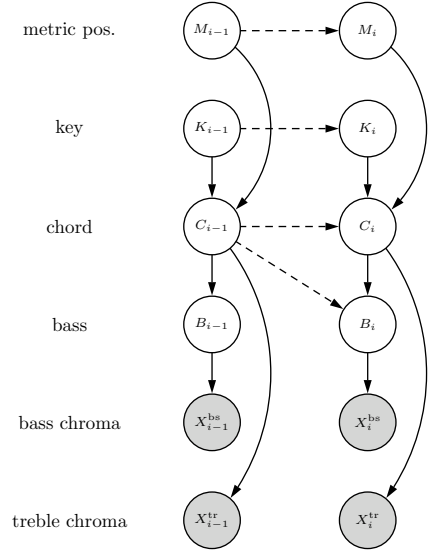 metric pos. M_{i−1} M_i
key K_{i−1} K_i
chord C_{i−1} C_i
bass B_{i−1} B_i
bass chroma X^{bs}_{i−1} X^{bs}_i
treble chroma X^{tr}_{i−1} X^{tr}_i